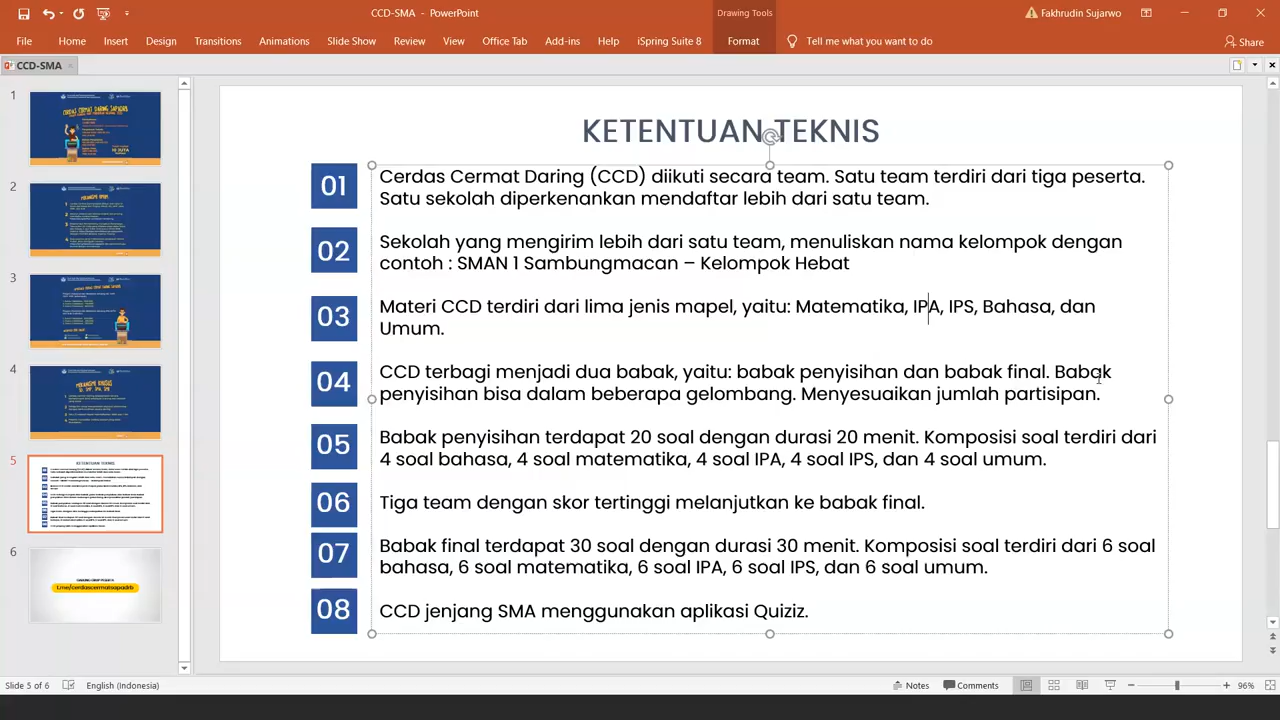 CCD-SMA - PowerPoint
Drawing Tools
Fakhrudin Sujarwo
File Home Insert Design Transitions Animations Slide Show Review View Office Tab Add-ins Help iSpring Suite 8 Format Tell me what you want to do Share
CCD-SMA
1
2
3
4
5
6
KETENTUAN TEKNIS
01 Cerdas Cermat Daring (CCD) diikuti secara team. Satu team terdiri dari tiga peserta.
Satu sekolah diperkenankan mendaftar lebih dari satu team.
02 Sekolah yang mengirim lebih dari satu team, menuliskan nama kelompok dengan
contoh : SMAN 1 Sambungmacan – Kelompok Hebat
03 Materi CCD terdiri dari lima jenis mapel, yaitu: Matematika, IPA, IPS, Bahasa, dan
Umum.
04 CCD terbagi menjadi dua babak, yaitu: babak penyisihan dan babak final. Babak
penyisihan bisa dalam beberapa gelombang. Menyesuaikan jumlah partisipan.
05 Babak penyisihan terdapat 20 soal dengan durasi 20 menit. Komposisi soal terdiri dari
4 soal bahasa, 4 soal matematika, 4 soal IPA, 4 soal IPS, dan 4 soal umum.
06 Tiga team dengan skor tertinggi melanjutkan ke babak final.
07 Babak final terdapat 30 soal dengan durasi 30 menit. Komposisi soal terdiri dari 6 soal
bahasa, 6 soal matematika, 6 soal IPA, 6 soal IPS, dan 6 soal umum.
08 CCD jenjang SMA menggunakan aplikasi Quiziz.
Slide 5 of 6 English (Indonesia) Notes Comments 96%